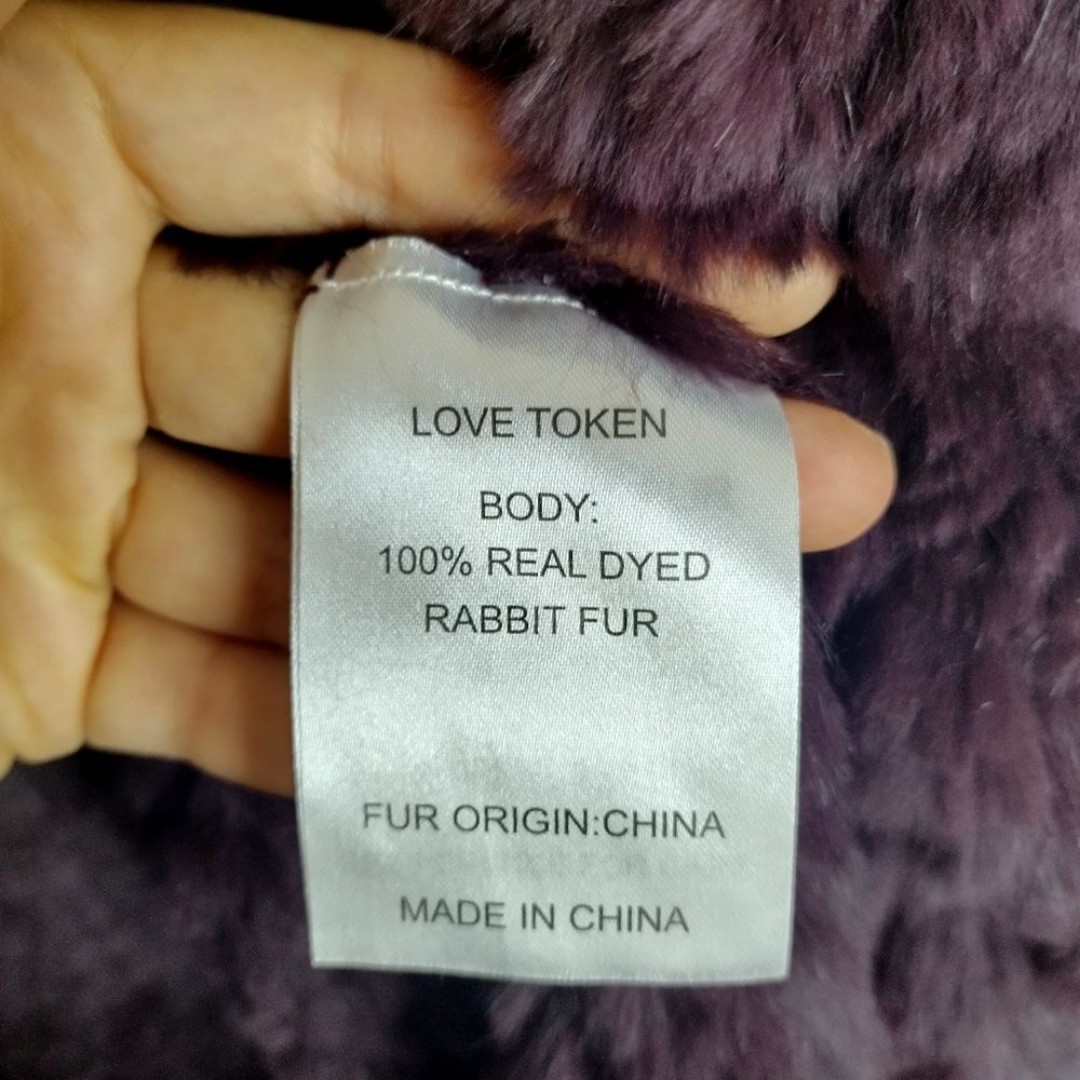 LOVE TOKEN
BODY:
100% REAL DYED
RABBIT FUR
FUR ORIGIN:CHINA
MADE IN CHINA